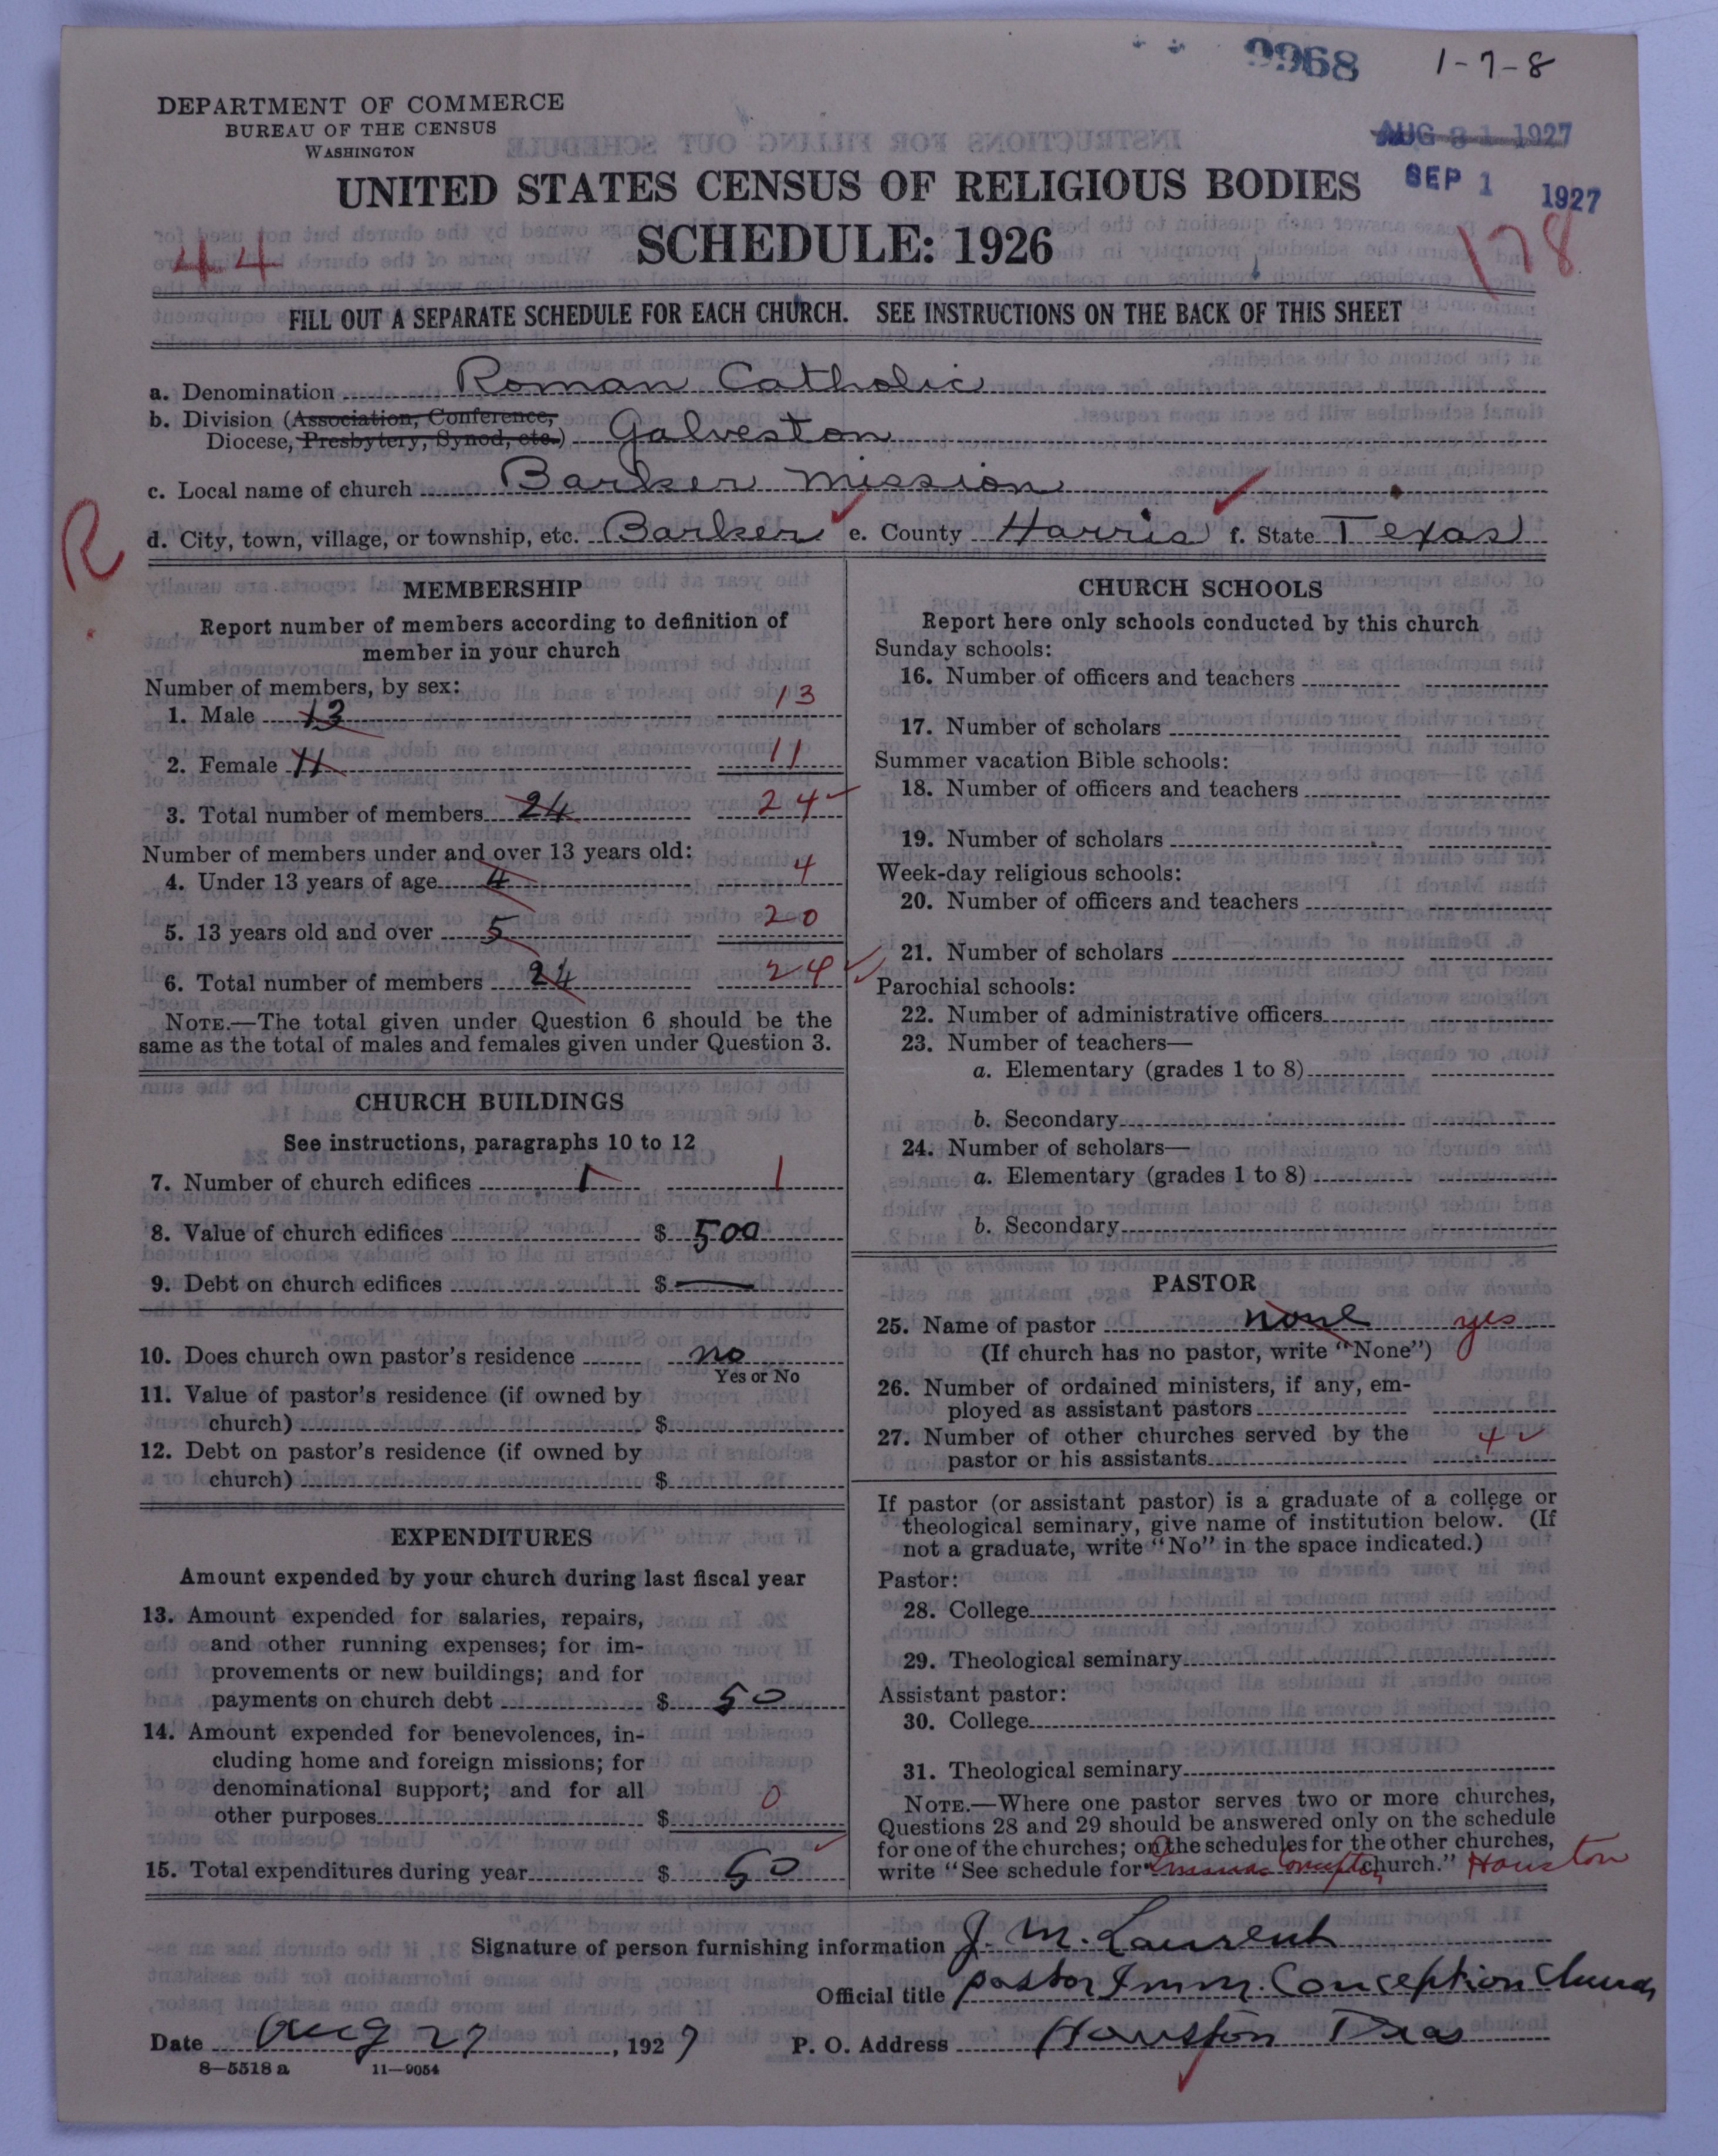 9968 1-7-8
DEPARTMENT OF COMMERCE
BUREAU OF THE CENSUS
WASHINGTON
AUG 31 1927
SEP 1 1927
UNITED STATES CENSUS OF RELIGIOUS BODIES
SCHEDULE: 1926
44 178
FILL OUT A SEPARATE SCHEDULE FOR EACH CHURCH. SEE INSTRUCTIONS ON THE BACK OF THIS SHEET
a. Denomination Roman Catholic
b. Division (Association, Conference,
Diocese, Presbytery, Synod, etc.) Galveston
c. Local name of church Barker Mission
R
d. City, town, village, or township, etc. Barker e. County Harris f. State Texas
MEMBERSHIP
Report number of members according to definition of
member in your church
Number of members, by sex:
1. Male 13 13
2. Female 11 11
3. Total number of members 24 24
Number of members under and over 13 years old:
4. Under 13 years of age 4 4
5. 13 years old and over 5 20
6. Total number of members 24 24
NOTE.—The total given under Question 6 should be the
same as the total of males and females given under Question 3.
CHURCH BUILDINGS
See instructions, paragraphs 10 to 12
7. Number of church edifices 1 1
8. Value of church edifices $ 500
9. Debt on church edifices $ —
10. Does church own pastor's residence no
Yes or No
11. Value of pastor's residence (if owned by
church) $
12. Debt on pastor's residence (if owned by
church) $
EXPENDITURES
Amount expended by your church during last fiscal year
13. Amount expended for salaries, repairs,
and other running expenses; for im-
provements or new buildings; and for
payments on church debt $ 50
14. Amount expended for benevolences, in-
cluding home and foreign missions; for
denominational support; and for all
other purposes $ 0
15. Total expenditures during year $ 50
CHURCH SCHOOLS
Report here only schools conducted by this church
Sunday schools:
16. Number of officers and teachers
17. Number of scholars
Summer vacation Bible schools:
18. Number of officers and teachers
19. Number of scholars
Week-day religious schools:
20. Number of officers and teachers
21. Number of scholars
Parochial schools:
22. Number of administrative officers
23. Number of teachers—
a. Elementary (grades 1 to 8)
b. Secondary
24. Number of scholars—
a. Elementary (grades 1 to 8)
b. Secondary
PASTOR
25. Name of pastor none yes
(If church has no pastor, write "None")
26. Number of ordained ministers, if any, em-
ployed as assistant pastors
27. Number of other churches served by the
pastor or his assistants 4
If pastor (or assistant pastor) is a graduate of a college or
theological seminary, give name of institution below. (If
not a graduate, write "No" in the space indicated.)
Pastor:
28. College
29. Theological seminary
Assistant pastor:
30. College
31. Theological seminary
NOTE.—Where one pastor serves two or more churches,
Questions 28 and 29 should be answered only on the schedule
for one of the churches; on the schedules for the other churches,
write "See schedule for church." Houston
Signature of person furnishing information J. M. Laurent
Official title pastor Imm. Conception Church
Date Aug 27, 1927 P. O. Address Houston Texas
8—5518 a 11—9054